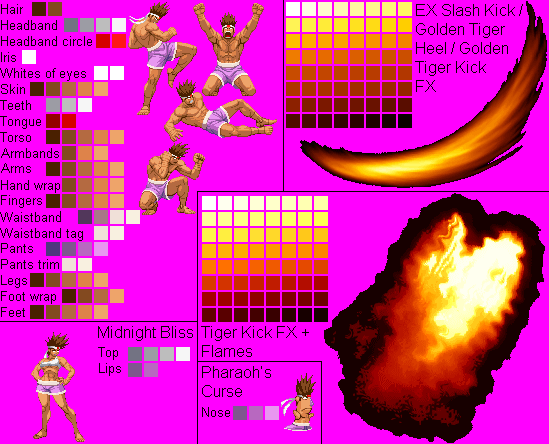 Hair
Headband
Headband circle
Iris
Whites of eyes
Skin
Teeth
Tongue
Torso
Armbands
Arms
Hand wrap
Fingers
Waistband
Waistband tag
Pants
Pants trim
Legs
Foot wrap
Feet
EX Slash Kick /
Golden Tiger
Heel / Golden
Tiger Kick
FX
Midnight Bliss
Top
Lips
Tiger Kick FX +
Flames
Pharaoh's
Curse
Nose